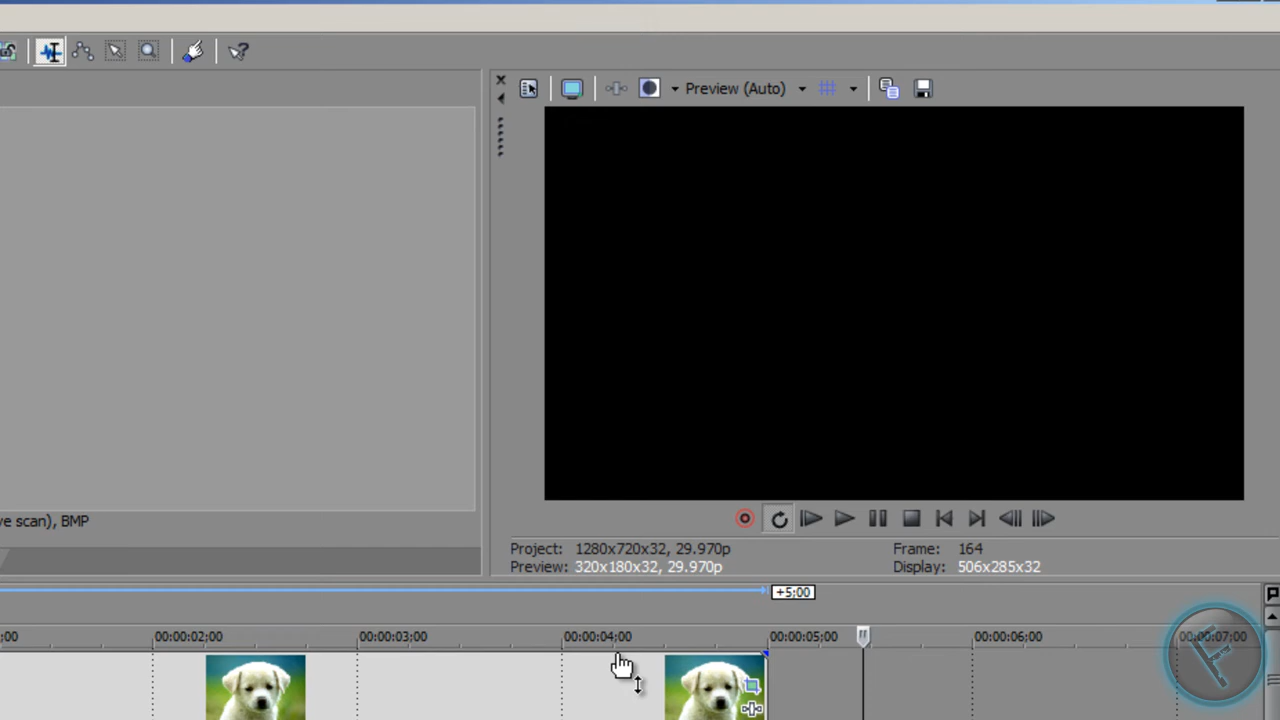 Preview (Auto)
ve scan), BMP
Project: 1280x720x32, 29.970p
Frame: 164
Preview: 320x180x32, 29.970p
Display: 506x285x32
+5;00
;00
00:00:02;00
00:00:03;00
00:00:04;00
00:00:05;00
00:00:06;00
00:00:07;00